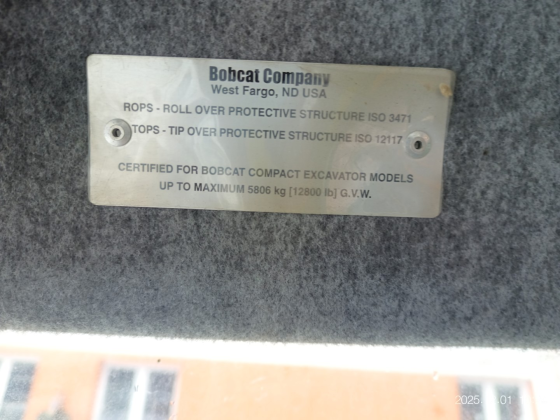 Bobcat Company
West Fargo, ND USA
ROPS - ROLL OVER PROTECTIVE STRUCTURE ISO 3471
TOPS - TIP OVER PROTECTIVE STRUCTURE ISO 12117
CERTIFIED FOR BOBCAT COMPACT EXCAVATOR MODELS
UP TO MAXIMUM 5806 kg [12800 lb] G.V.W.